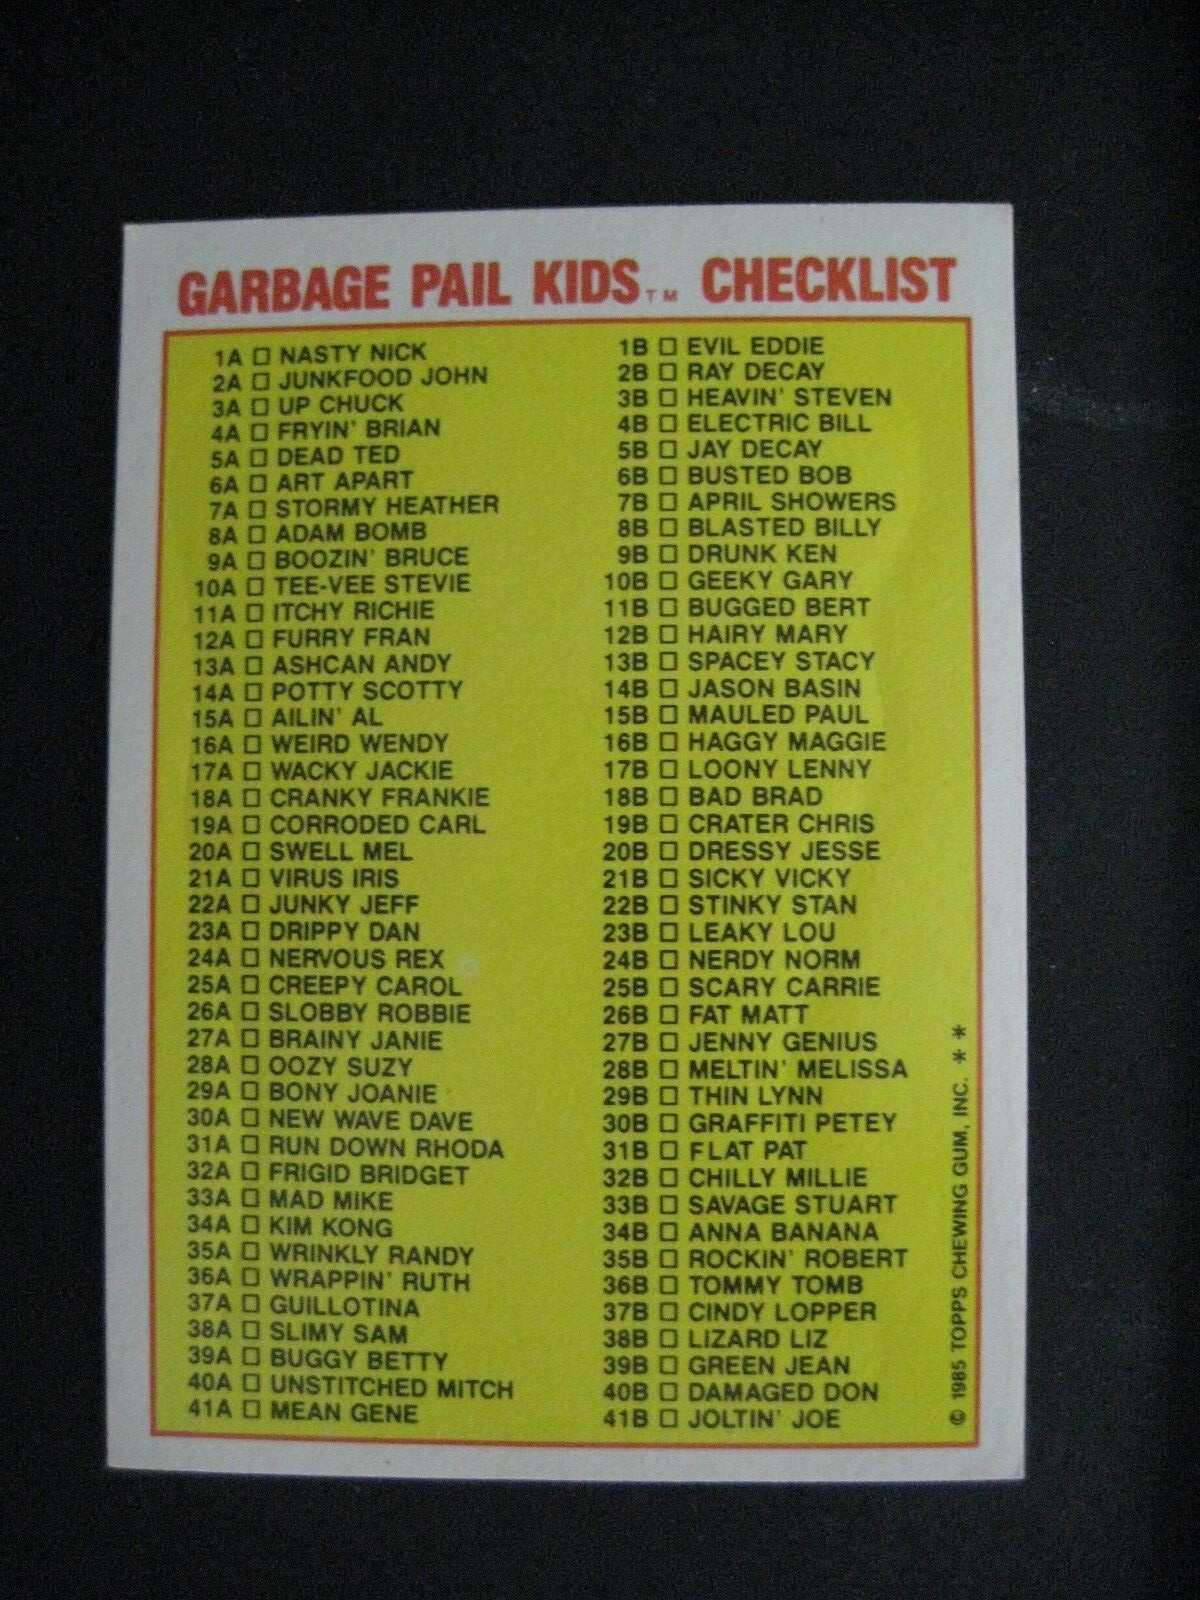 GARBAGE PAIL KIDS™ CHECKLIST
1A □ NASTY NICK
2A □ JUNKFOOD JOHN
3A □ UP CHUCK
4A □ FRYIN' BRIAN
5A □ DEAD TED
6A □ ART APART
7A □ STORMY HEATHER
8A □ ADAM BOMB
9A □ BOOZIN' BRUCE
10A □ TEE-VEE STEVIE
11A □ ITCHY RICHIE
12A □ FURRY FRAN
13A □ ASHCAN ANDY
14A □ POTTY SCOTTY
15A □ AILIN' AL
16A □ WEIRD WENDY
17A □ WACKY JACKIE
18A □ CRANKY FRANKIE
19A □ CORRODED CARL
20A □ SWELL MEL
21A □ VIRUS IRIS
22A □ JUNKY JEFF
23A □ DRIPPY DAN
24A □ NERVOUS REX
25A □ CREEPY CAROL
26A □ SLOBBY ROBBIE
27A □ BRAINY JANIE
28A □ OOZY SUZY
29A □ BONY JOANIE
30A □ NEW WAVE DAVE
31A □ RUN DOWN RHODA
32A □ FRIGID BRIDGET
33A □ MAD MIKE
34A □ KIM KONG
35A □ WRINKLY RANDY
36A □ WRAPPIN' RUTH
37A □ GUILLOTINA
38A □ SLIMY SAM
39A □ BUGGY BETTY
40A □ UNSTITCHED MITCH
41A □ MEAN GENE
1B □ EVIL EDDIE
2B □ RAY DECAY
3B □ HEAVIN' STEVEN
4B □ ELECTRIC BILL
5B □ JAY DECAY
6B □ BUSTED BOB
7B □ APRIL SHOWERS
8B □ BLASTED BILLY
9B □ DRUNK KEN
10B □ GEEKY GARY
11B □ BUGGED BERT
12B □ HAIRY MARY
13B □ SPACEY STACY
14B □ JASON BASIN
15B □ MAULED PAUL
16B □ HAGGY MAGGIE
17B □ LOONY LENNY
18B □ BAD BRAD
19B □ CRATER CHRIS
20B □ DRESSY JESSE
21B □ SICKY VICKY
22B □ STINKY STAN
23B □ LEAKY LOU
24B □ NERDY NORM
25B □ SCARY CARRIE
26B □ FAT MATT
27B □ JENNY GENIUS
28B □ MELTIN' MELISSA
29B □ THIN LYNN
30B □ GRAFFITI PETEY
31B □ FLAT PAT
32B □ CHILLY MILLIE
33B □ SAVAGE STUART
34B □ ANNA BANANA
35B □ ROCKIN' ROBERT
36B □ TOMMY TOMB
37B □ CINDY LOPPER
38B □ LIZARD LIZ
39B □ GREEN JEAN
40B □ DAMAGED DON
41B □ JOLTIN' JOE
© 1985 TOPPS CHEWING GUM, INC. * *